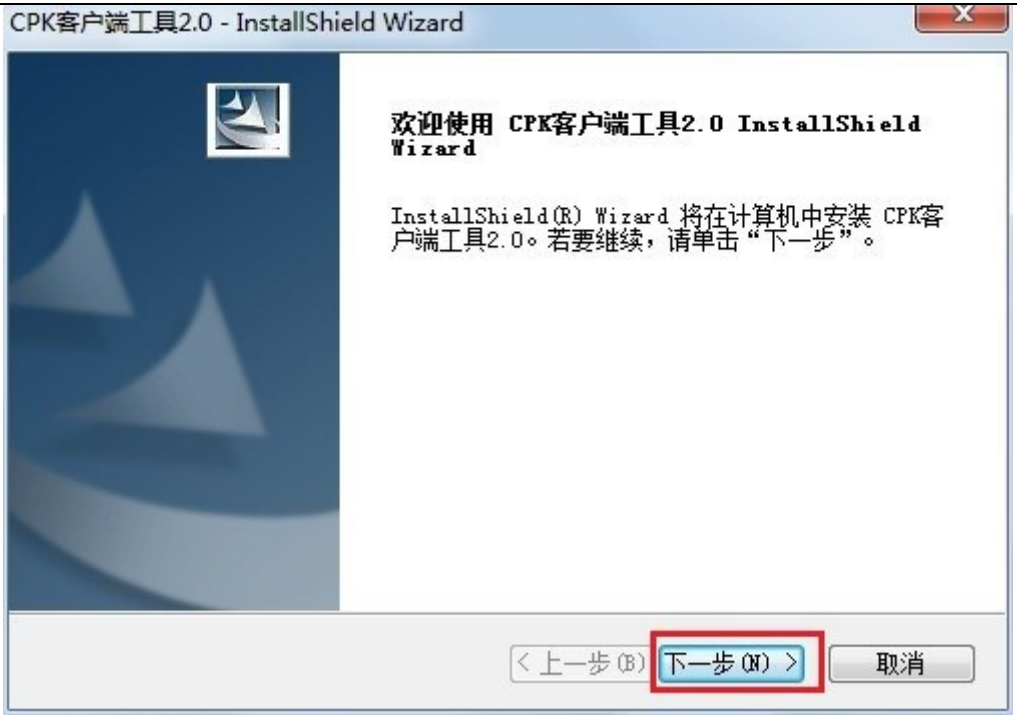 CPK客户端工具2.0 - InstallShield Wizard
欢迎使用 CPK客户端工具2.0 InstallShield
Wizard
InstallShield(R) Wizard 将在计算机中安装 CPK客
户端工具2.0。若要继续，请单击“下一步”。
<上一步(B) 下一步(N) > 取消